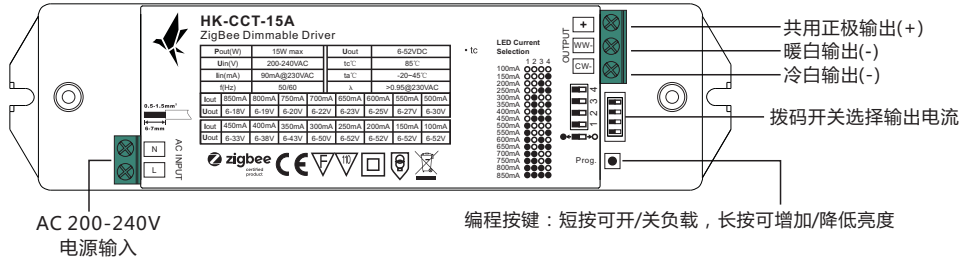 HK-CCT-15A
ZigBee Dimmable Driver
Pout(W) 15W max Uout 6-52VDC
Uin(V) 200-240VAC tc℃ 85℃
Iin(mA) 90mA@230VAC ta℃ -20~45℃
f(Hz) 50/60 λ >0.95@230VAC
Iout 850mA 800mA 750mA 700mA 650mA 600mA 550mA 500mA
Uout 6-18V 6-19V 6-20V 6-22V 6-23V 6-25V 6-27V 6-30V
Iout 450mA 400mA 350mA 300mA 250mA 200mA 150mA 100mA
Uout 6-33V 6-38V 6-43V 6-50V 6-52V 6-52V 6-52V 6-52V
zigbee
certified
product
CE F 110
• tc
LED Current
Selection
1 2 3 4
100mA
150mA
200mA
250mA
300mA
350mA
400mA
450mA
500mA
550mA
600mA
650mA
700mA
750mA
800mA
850mA
OUTPUT
+
WW-
CW-
1 2 3 4
Prog.
0.5-1.5mm²
6-7mm
N
L
AC INPUT
共用正极输出(+)
暖白输出(-)
冷白输出(-)
拨码开关选择输出电流
AC 200-240V
电源输入
编程按键：短按可开/关负载，长按可增加/降低亮度